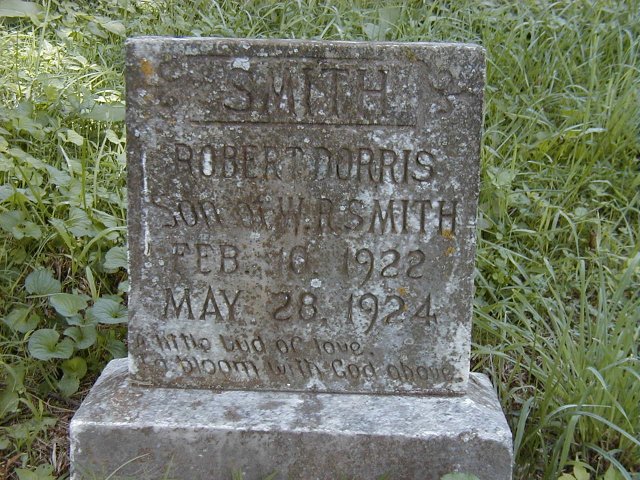 SMITH
ROBERT DORRIS
SON OF W. R. SMITH
FEB. 10. 1922
MAY 28. 1924
A little bud of love.
To bloom with God above.